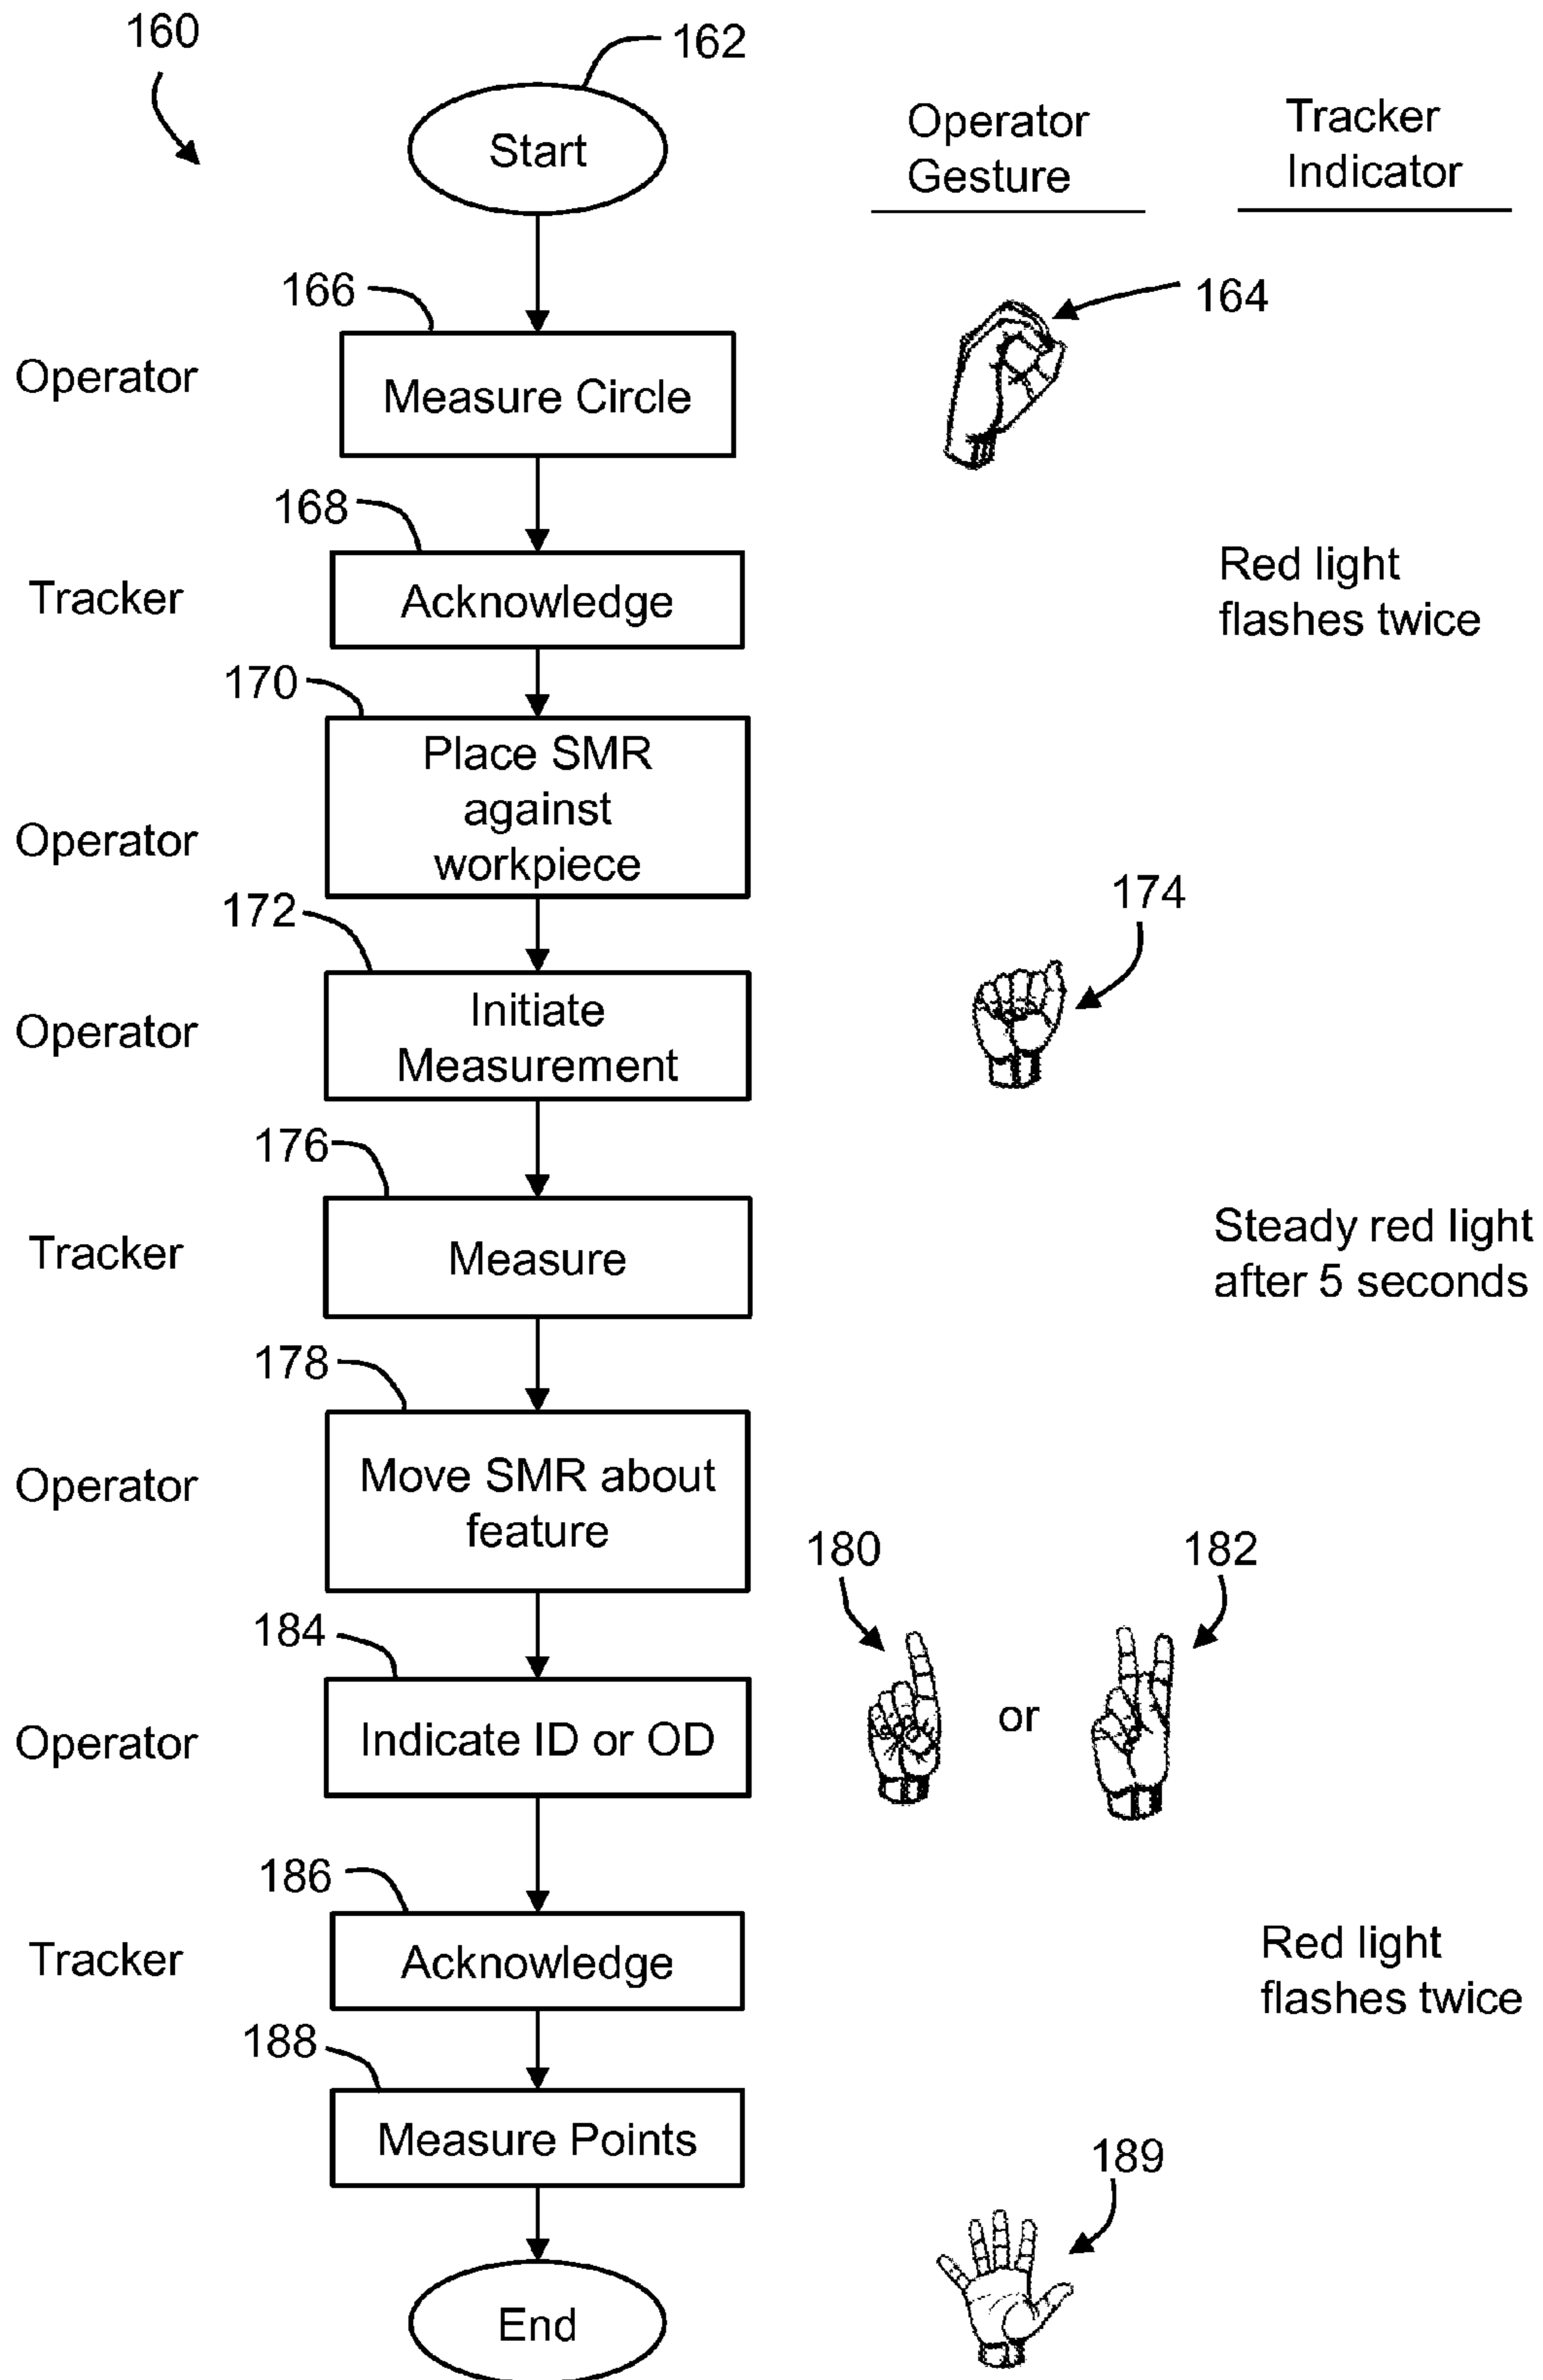 160
162
Start
Operator
Gesture
Tracker
Indicator
166
164
Operator
Measure Circle
168
Tracker
Acknowledge
Red light
flashes twice
170
Operator
Place SMR
against
workpiece
172
174
Operator
Initiate
Measurement
176
Tracker
Measure
Steady red light
after 5 seconds
178
Operator
Move SMR about
feature
180
182
184
Operator
Indicate ID or OD
or
186
Tracker
Acknowledge
Red light
flashes twice
188
Measure Points
189
End